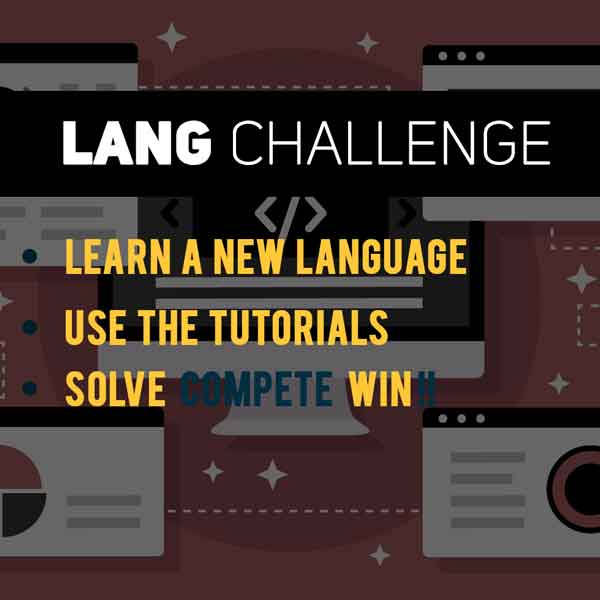 LANG CHALLENGE
</>
LEARN A NEW LANGUAGE
USE THE TUTORIALS
SOLVE COMPETE WIN!!